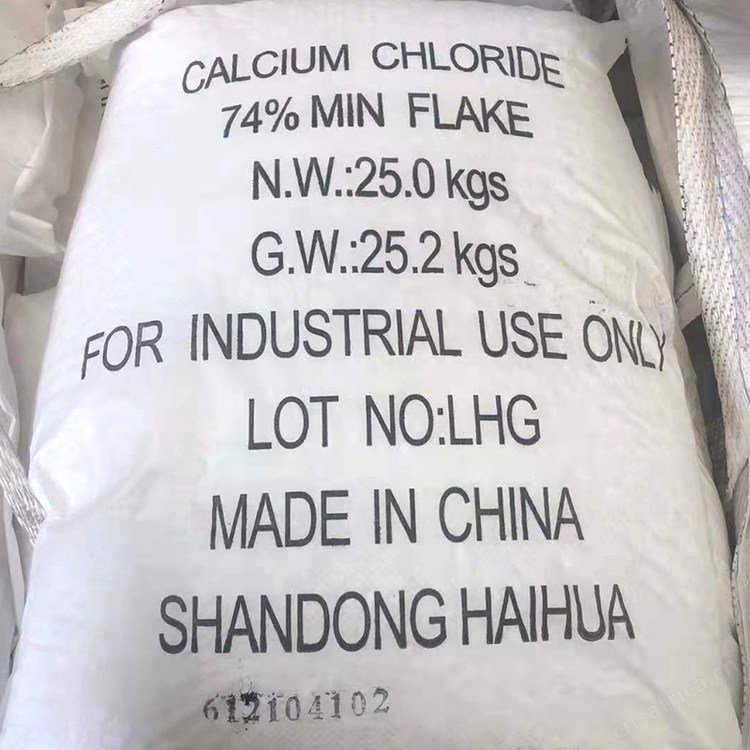 CALCIUM CHLORIDE
74% MIN FLAKE
N.W.:25.0 kgs
G.W.:25.2 kgs
FOR INDUSTRIAL USE ONLY
LOT NO:LHG
MADE IN CHINA
SHANDONG HAIHUA
612104102